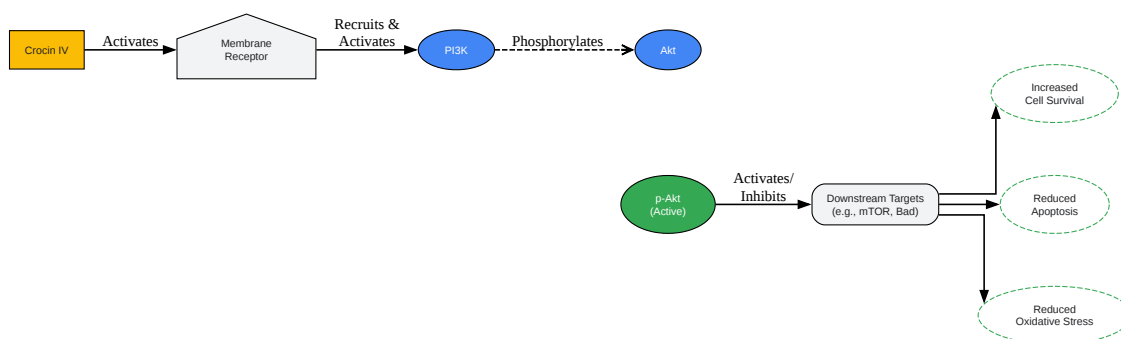 Crocin IV
Activates
Membrane
Receptor
Recruits &
Activates
PI3K
Phosphorylates
Akt
Increased
Cell Survival
p-Akt
(Active)
Activates/
Inhibits
Downstream Targets
(e.g., mTOR, Bad)
Reduced
Apoptosis
Reduced
Oxidative Stress